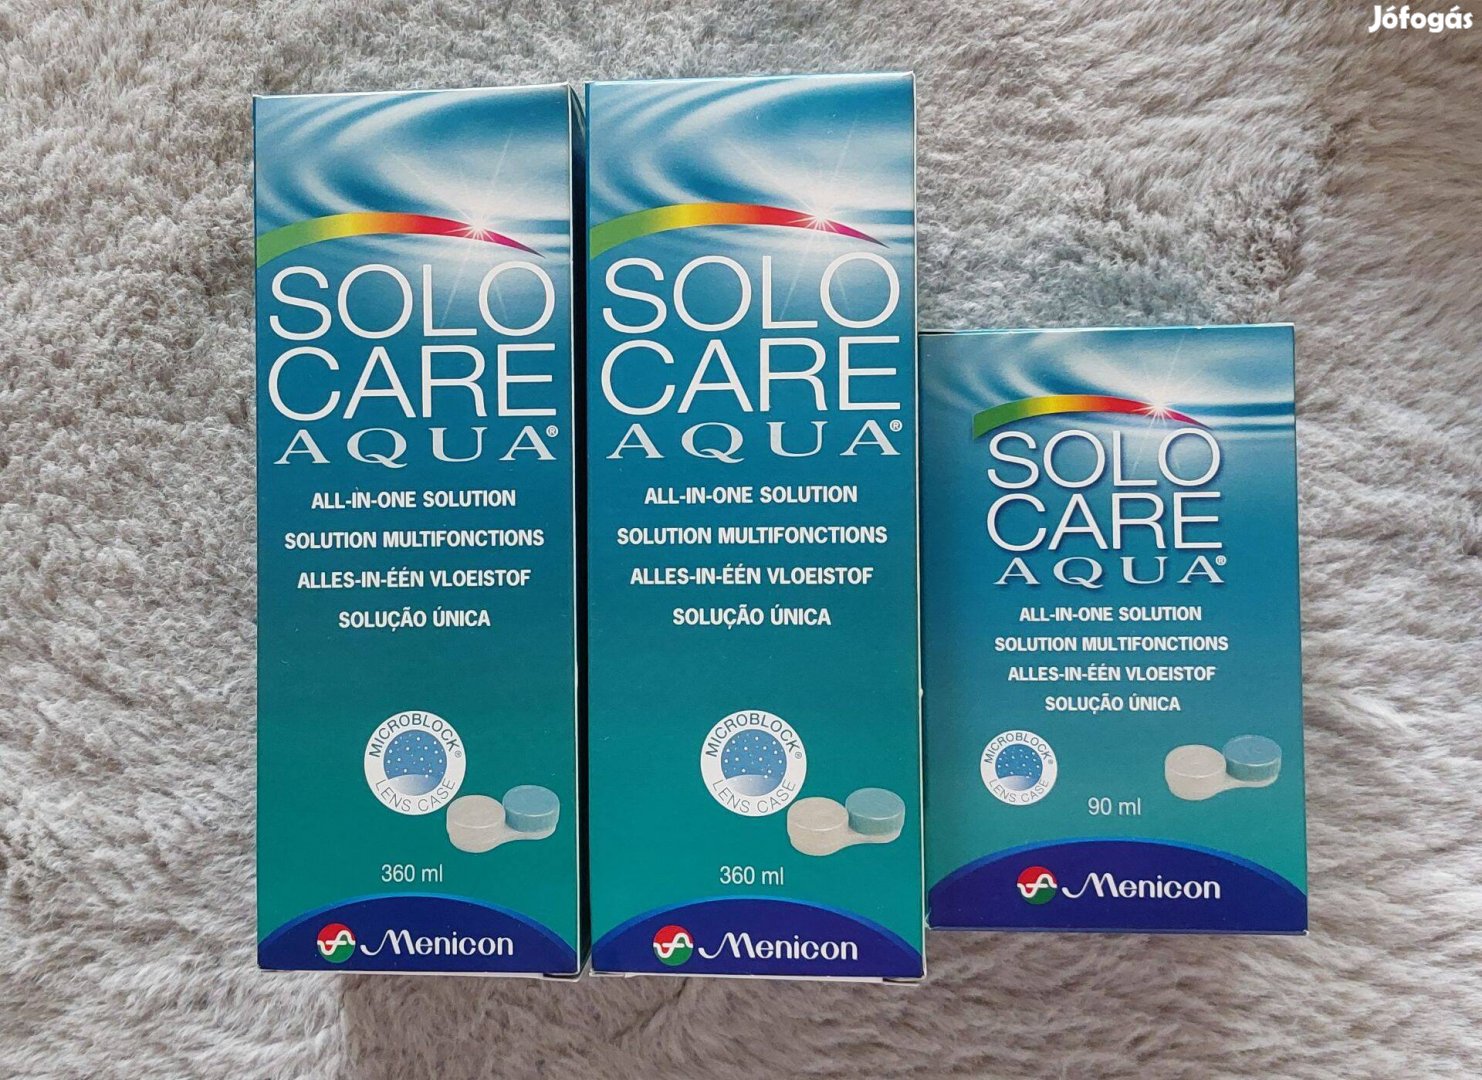 Jófogás
SOLO
CARE
AQUA®
ALL-IN-ONE SOLUTION
SOLUTION MULTIFONCTIONS
ALLES-IN-ÉÉN VLOEISTOF
SOLUÇÃO ÚNICA
MICROBLOCK®
LENS CASE
360 ml
Menicon
SOLO
CARE
AQUA®
ALL-IN-ONE SOLUTION
SOLUTION MULTIFONCTIONS
ALLES-IN-ÉÉN VLOEISTOF
SOLUÇÃO ÚNICA
MICROBLOCK®
LENS CASE
360 ml
Menicon
SOLO
CARE
AQUA®
ALL-IN-ONE SOLUTION
SOLUTION MULTIFONCTIONS
ALLES-IN-ÉÉN VLOEISTOF
SOLUÇÃO ÚNICA
MICROBLOCK®
LENS CASE
90 ml
Menicon